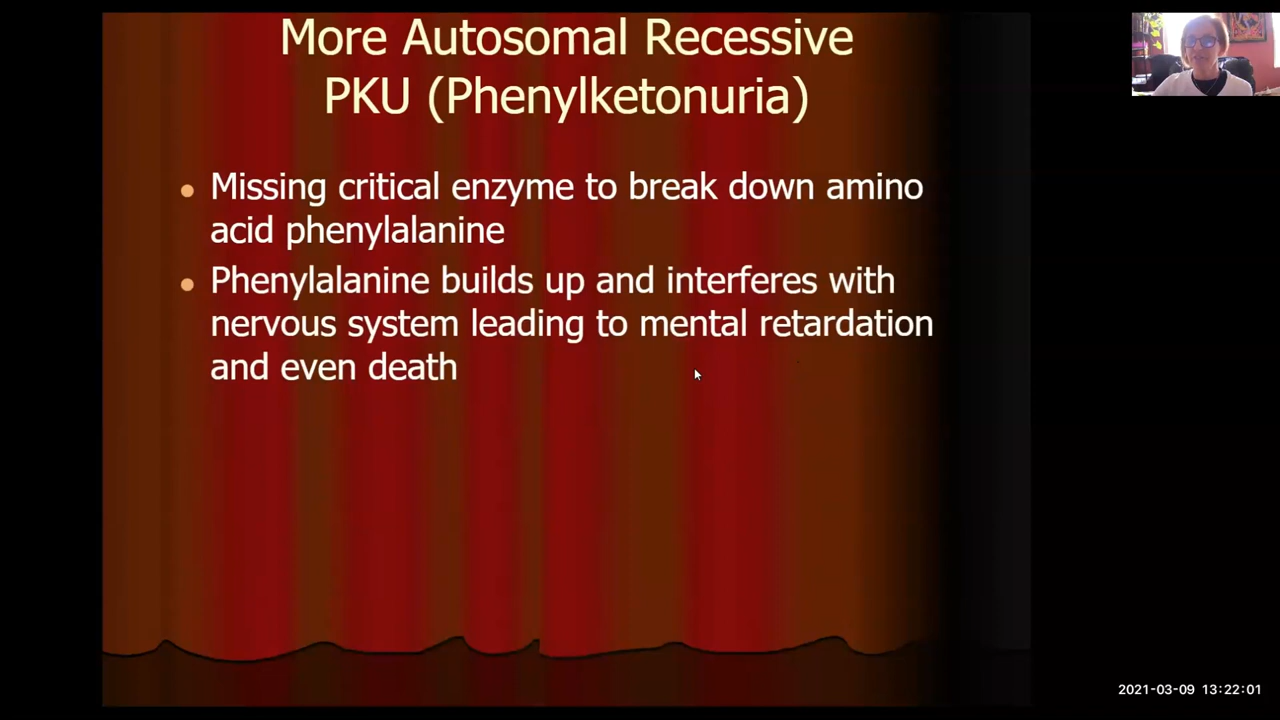 More Autosomal Recessive
PKU (Phenylketonuria)
Missing critical enzyme to break down amino
acid phenylalanine
Phenylalanine builds up and interferes with
nervous system leading to mental retardation
and even death
2021-03-09 13:22:01